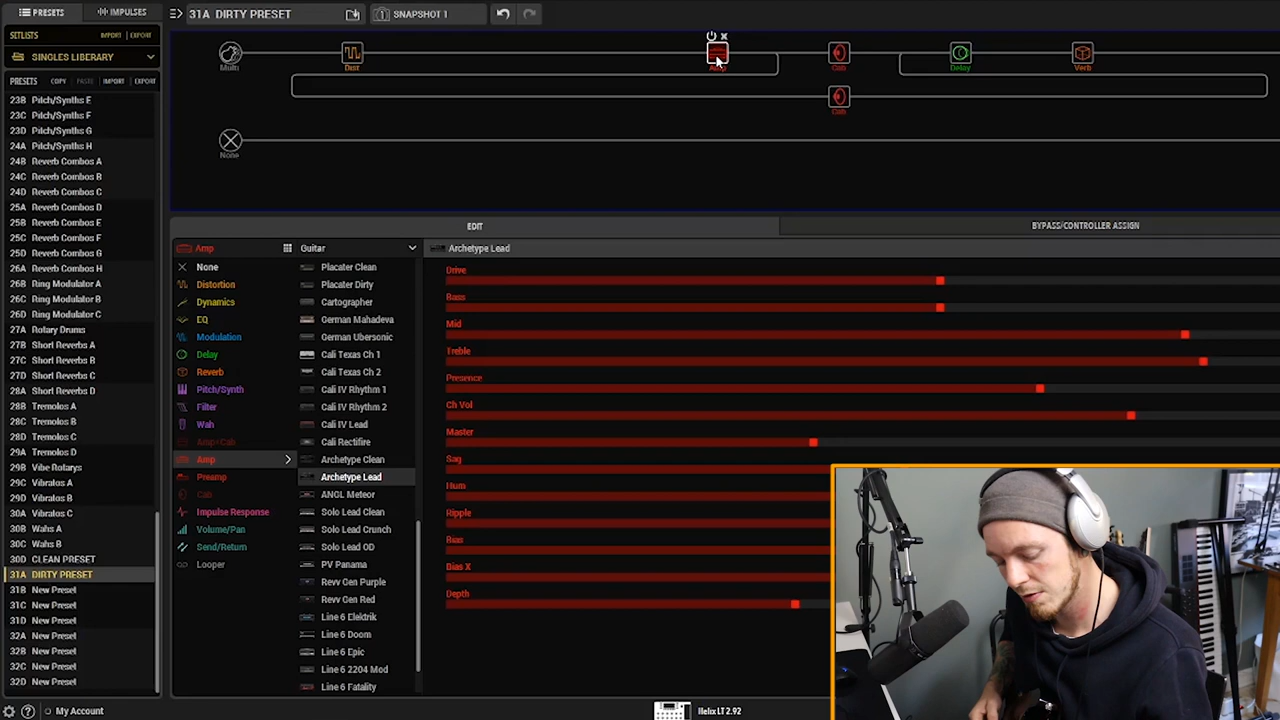 PRESETS
IMPULSES
31A DIRTY PRESET
1 SNAPSHOT 1
SETLISTS
IMPORT
EXPORT
SINGLES LIBERARY
PRESETS
COPY
PASTE
IMPORT
EXPORT
23B Pitch/Synths E
23C Pitch/Synths F
23D Pitch/Synths G
24A Pitch/Synths H
24B Reverb Combos A
24C Reverb Combos B
24D Reverb Combos C
25A Reverb Combos D
25B Reverb Combos E
25C Reverb Combos F
25D Reverb Combos G
26A Reverb Combos H
26B Ring Modulator A
26C Ring Modulator B
26D Ring Modulator C
27A Rotary Drums
27B Short Reverbs A
27C Short Reverbs B
27D Short Reverbs C
28A Short Reverbs D
28B Tremolos A
28C Tremolos B
28D Tremolos C
29A Tremolos D
29B Vibe Rotarys
29C Vibratos A
29D Vibratos B
30A Vibratos C
30B Wahs A
30C Wahs B
30D CLEAN PRESET
31A DIRTY PRESET
31B New Preset
31C New Preset
31D New Preset
32A New Preset
32B New Preset
32C New Preset
32D New Preset
My Account
Multi
Dist
Amp
Cab
Delay
Verb
Cab
None
EDIT
BYPASS/CONTROLLER ASSIGN
Amp
Guitar
Archetype Lead
None
Distortion
Dynamics
EQ
Modulation
Delay
Reverb
Pitch/Synth
Filter
Wah
Amp+Cab
Amp
Preamp
Cab
Impulse Response
Volume/Pan
Send/Return
Looper
Placater Clean
Placater Dirty
Cartographer
German Mahadeva
German Ubersonic
Cali Texas Ch 1
Cali Texas Ch 2
Cali IV Rhythm 1
Cali IV Rhythm 2
Cali IV Lead
Cali Rectifire
Archetype Clean
Archetype Lead
ANGL Meteor
Solo Lead Clean
Solo Lead Crunch
Solo Lead OD
PV Panama
Revv Gen Purple
Revv Gen Red
Line 6 Elektrik
Line 6 Doom
Line 6 Epic
Line 6 2204 Mod
Line 6 Fatality
Drive
Bass
Mid
Treble
Presence
Ch Vol
Master
Sag
Hum
Ripple
Bias
Bias X
Depth
Helix LT 2.92